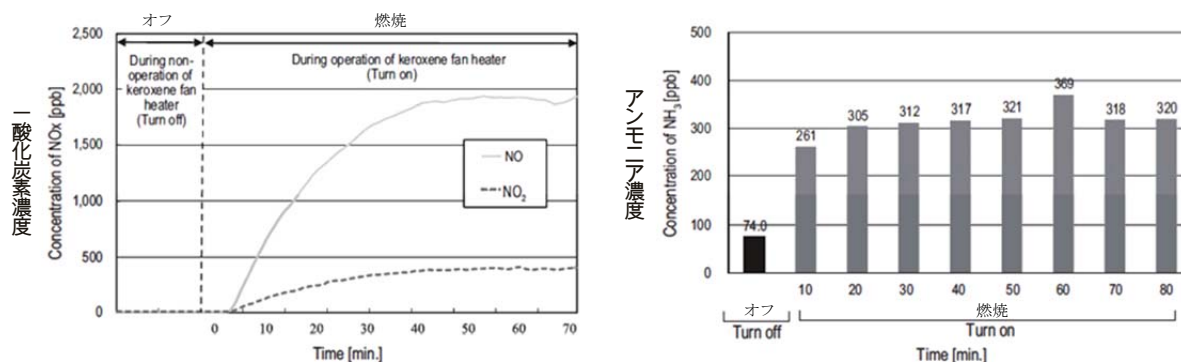 オフ
燃焼
During non-
operation of
keroxene fan
heater
(Turn off)
During operation of keroxene fan heater
(Turn on)
一酸化炭素濃度
Concentration of NOx [ppb]
2,500
2,000
1,500
1,000
500
0
NO
NO2
0 10 20 30 40 50 60 70
Time [min.]
アンモニア濃度
Concentration of NH3 [ppb]
500
400
300
200
100
0
74.0
261
305
312
317
321
369
318
320
10 20 30 40 50 60 70 80
オフ
燃焼
Turn off
Turn on
Time [min.]